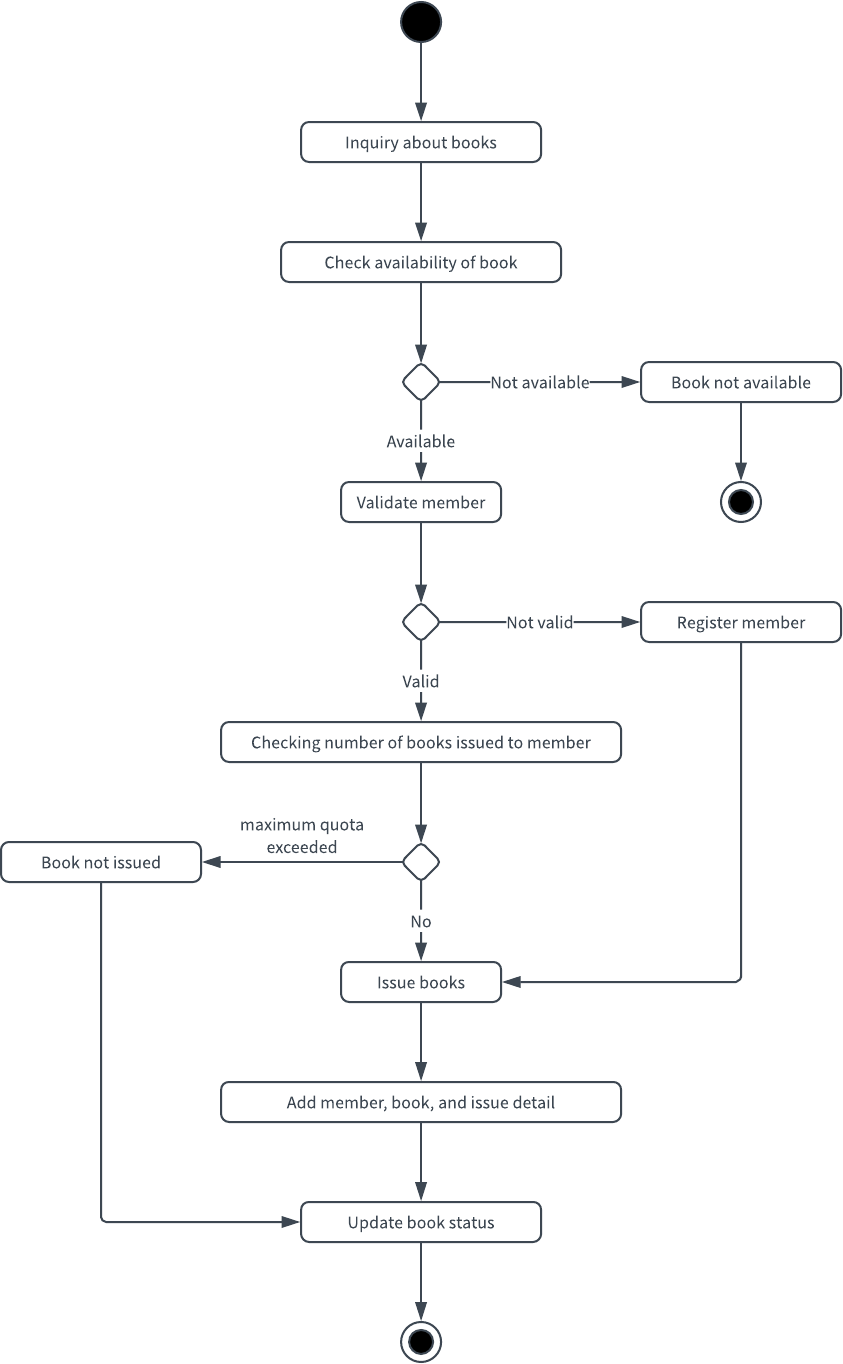 Inquiry about books
Check availability of book
Not available
Book not available
Available
Validate member
Not valid
Register member
Valid
Checking number of books issued to member
maximum quota
exceeded
Book not issued
No
Issue books
Add member, book, and issue detail
Update book status